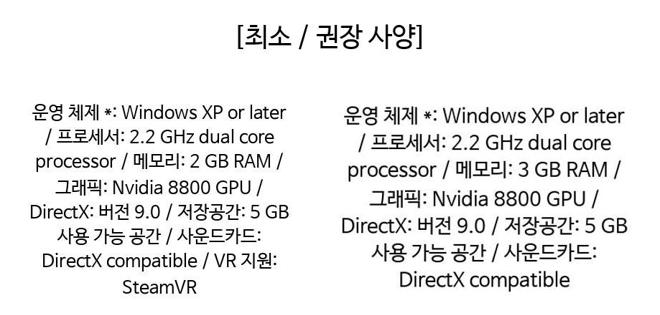 [최소 / 권장 사양]
운영 체제 *: Windows XP or later
/ 프로세서: 2.2 GHz dual core
processor / 메모리: 2 GB RAM /
그래픽: Nvidia 8800 GPU /
DirectX: 버전 9.0 / 저장공간: 5 GB
사용 가능 공간 / 사운드카드:
DirectX compatible / VR 지원:
SteamVR
운영 체제 *: Windows XP or later
/ 프로세서: 2.2 GHz dual core
processor / 메모리: 3 GB RAM /
그래픽: Nvidia 8800 GPU /
DirectX: 버전 9.0 / 저장공간: 5 GB
사용 가능 공간 / 사운드카드:
DirectX compatible